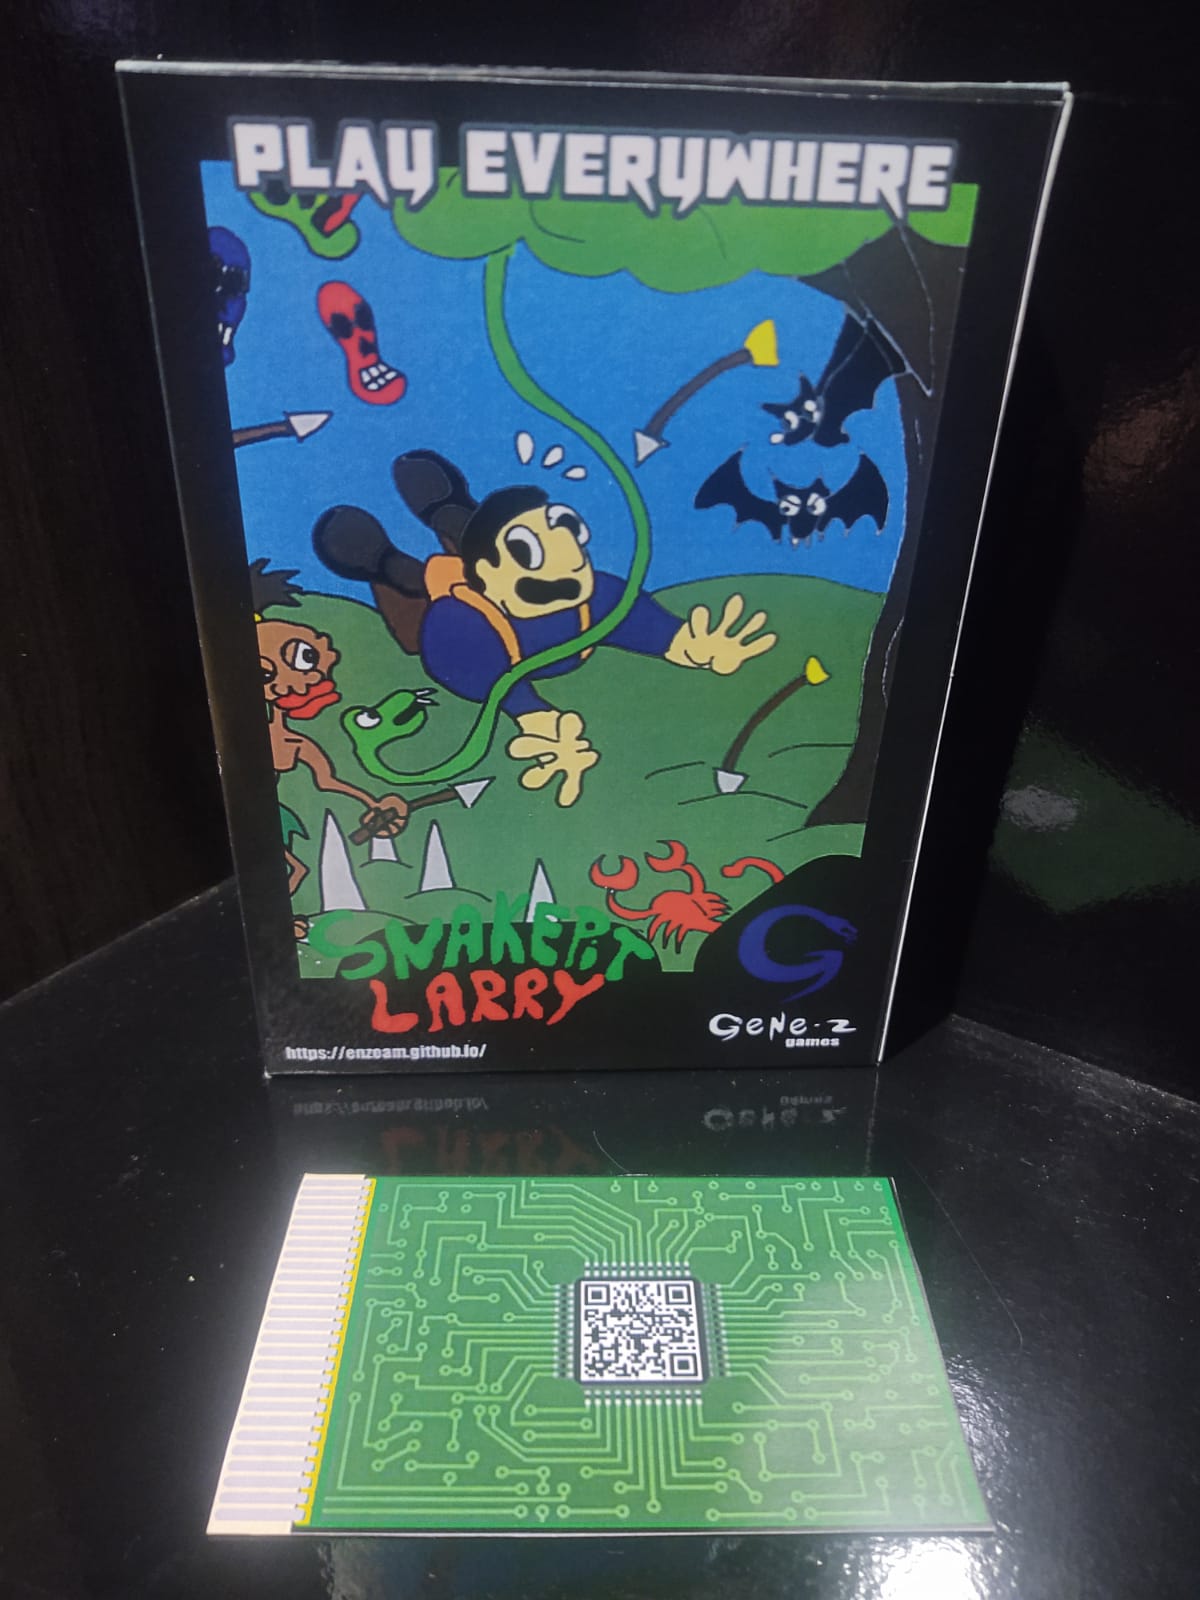 PLAY EVERYWHERE
SNAKEPiT
LARRY
Gene-z
games
https://enzoam.github.io/